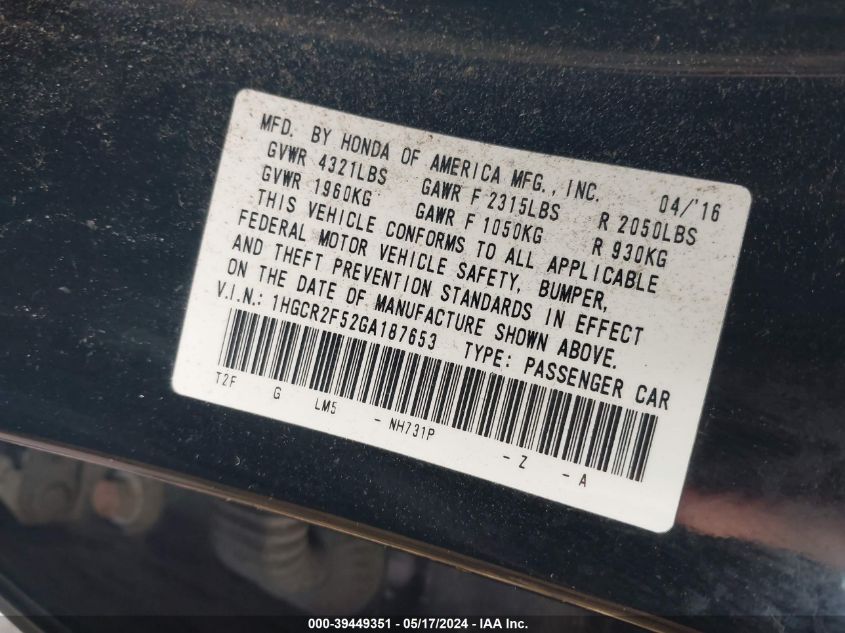 MFD. BY HONDA OF AMERICA MFG., INC. 04/'16
GVWR 4321LBS GAWR F 2315LBS R 2050LBS
GVWR 1960KG GAWR F 1050KG R 930KG
THIS VEHICLE CONFORMS TO ALL APPLICABLE
FEDERAL MOTOR VEHICLE SAFETY, BUMPER,
AND THEFT PREVENTION STANDARDS IN EFFECT
ON THE DATE OF MANUFACTURE SHOWN ABOVE.
V.I.N.: 1HGCR2F52GA187653 TYPE: PASSENGER CAR
T2F G LM5 - NH731P - Z - A
000-39449351 / 05/17/2024 - IAA Inc.